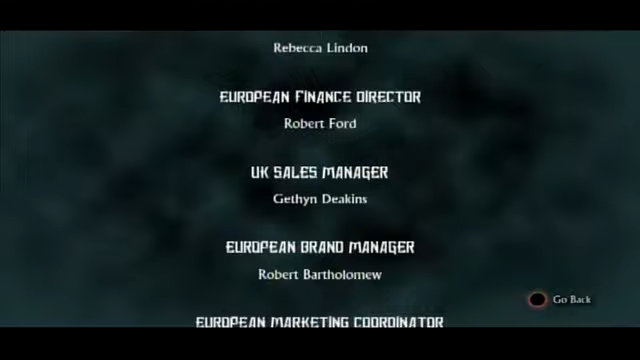 Rebecca Lindon
EUROPEAN FINANCE DIRECTOR
Robert Ford
UK SALES MANAGER
Gethyn Deakins
EUROPEAN BRAND MANAGER
Robert Bartholomew
Go Back
EUROPEAN MARKETING COORDINATOR